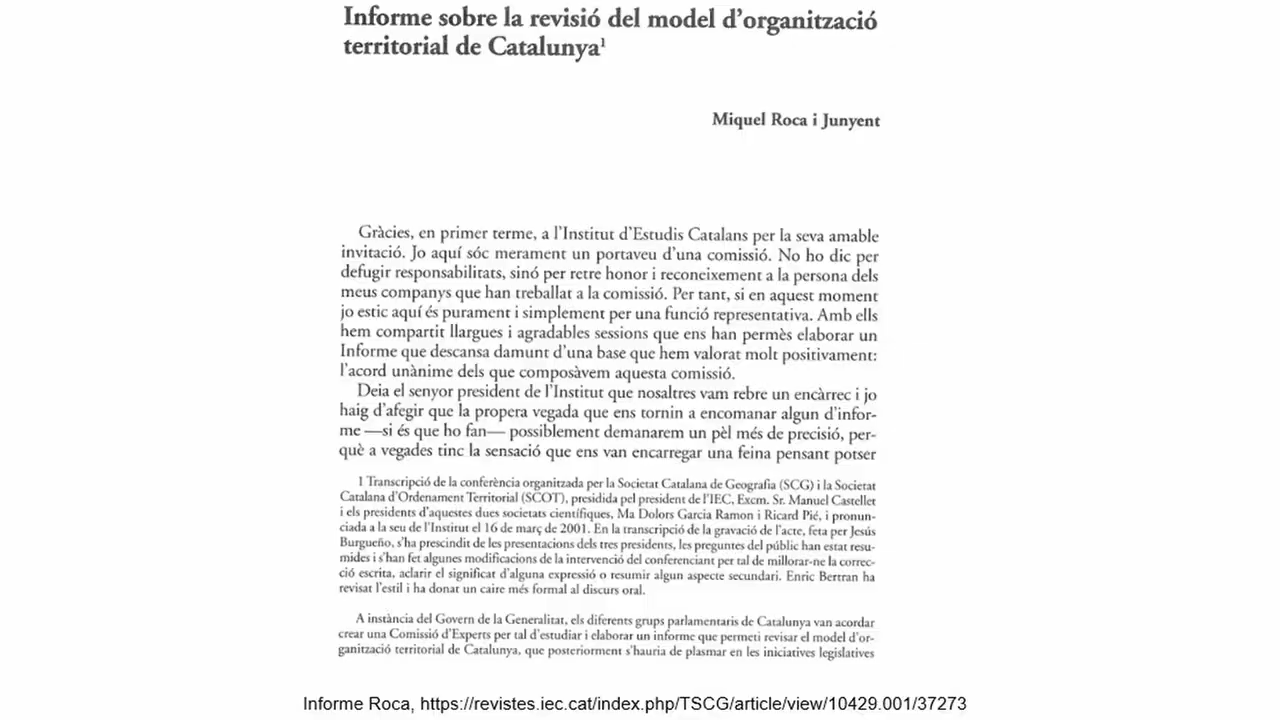 Informe sobre la revisió del model d'organització
territorial de Catalunya¹
Miquel Roca i Junyent
Gràcies, en primer terme, a l'Institut d'Estudis Catalans per la seva amable
invitació. Jo aquí sóc merament un portaveu d'una comissió. No ho dic per
defugir responsabilitats, sinó per retre honor i reconeixement a la persona dels
meus companys que han treballat a la comissió. Per tant, si en aquest moment
jo estic aquí és purament i simplement per una funció representativa. Amb ells
hem compartit llargues i agradables sessions que ens han permès elaborar un
Informe que descansa damunt d'una base que hem valorat molt positivament:
l'acord unànime dels que composàvem aquesta comissió.
Deia el senyor president de l'Institut que nosaltres vam rebre un encàrrec i jo
haig d'afegir que la propera vegada que ens tornin a encomanar algun d'infor-
me —si és que ho fan— possiblement demanarem un pèl més de precisió, per-
què a vegades tinc la sensació que ens van encarregar una feina pensant potser
1 Transcripció de la conferència organitzada per la Societat Catalana de Geografia (SCG) i la Societat
Catalana d'Ordenament Territorial (SCOT), presidida pel president de l'IEC, Excm. Sr. Manuel Castellet
i els presidents d'aquestes dues societats científiques, Ma Dolors Garcia Ramon i Ricard Pié, i pronun-
ciada a la seu de l'Institut el 16 de març de 2001. En la transcripció de la gravació de l'acte, feta per Jesús
Burgueño, s'ha prescindit de les presentacions dels tres presidents, les preguntes del públic han estat resu-
mides i s'han fet algunes modificacions de la intervenció del conferenciant per tal de millorar-ne la correc-
ció escrita, aclarir el significat d'alguna expressió o resumir algun aspecte secundari. Enric Bertran ha
revisat l'estil i ha donat un caire més formal al discurs oral.
A instància del Govern de la Generalitat, els diferents grups parlamentaris de Catalunya van acordar
crear una Comissió d'Experts per tal d'estudiar i elaborar un informe que permeti revisar el model d'or-
ganització territorial de Catalunya, que posteriorment s'hauria de plasmar en les iniciatives legislatives
Informe Roca, https://revistes.iec.cat/index.php/TSCG/article/view/10429.001/37273